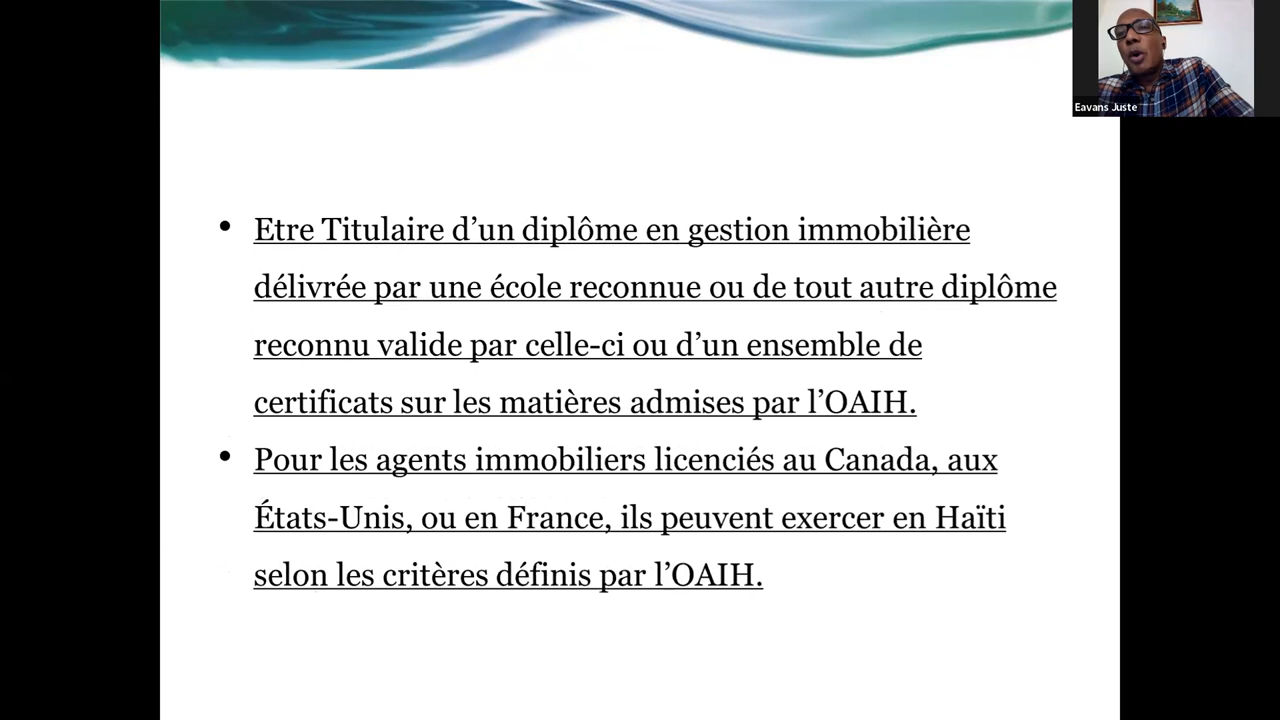 Eavans Juste
• Etre Titulaire d’un diplôme en gestion immobilière
délivrée par une école reconnue ou de tout autre diplôme
reconnu valide par celle-ci ou d’un ensemble de
certificats sur les matières admises par l’OAIH.
• Pour les agents immobiliers licenciés au Canada, aux
États-Unis, ou en France, ils peuvent exercer en Haïti
selon les critères définis par l’OAIH.